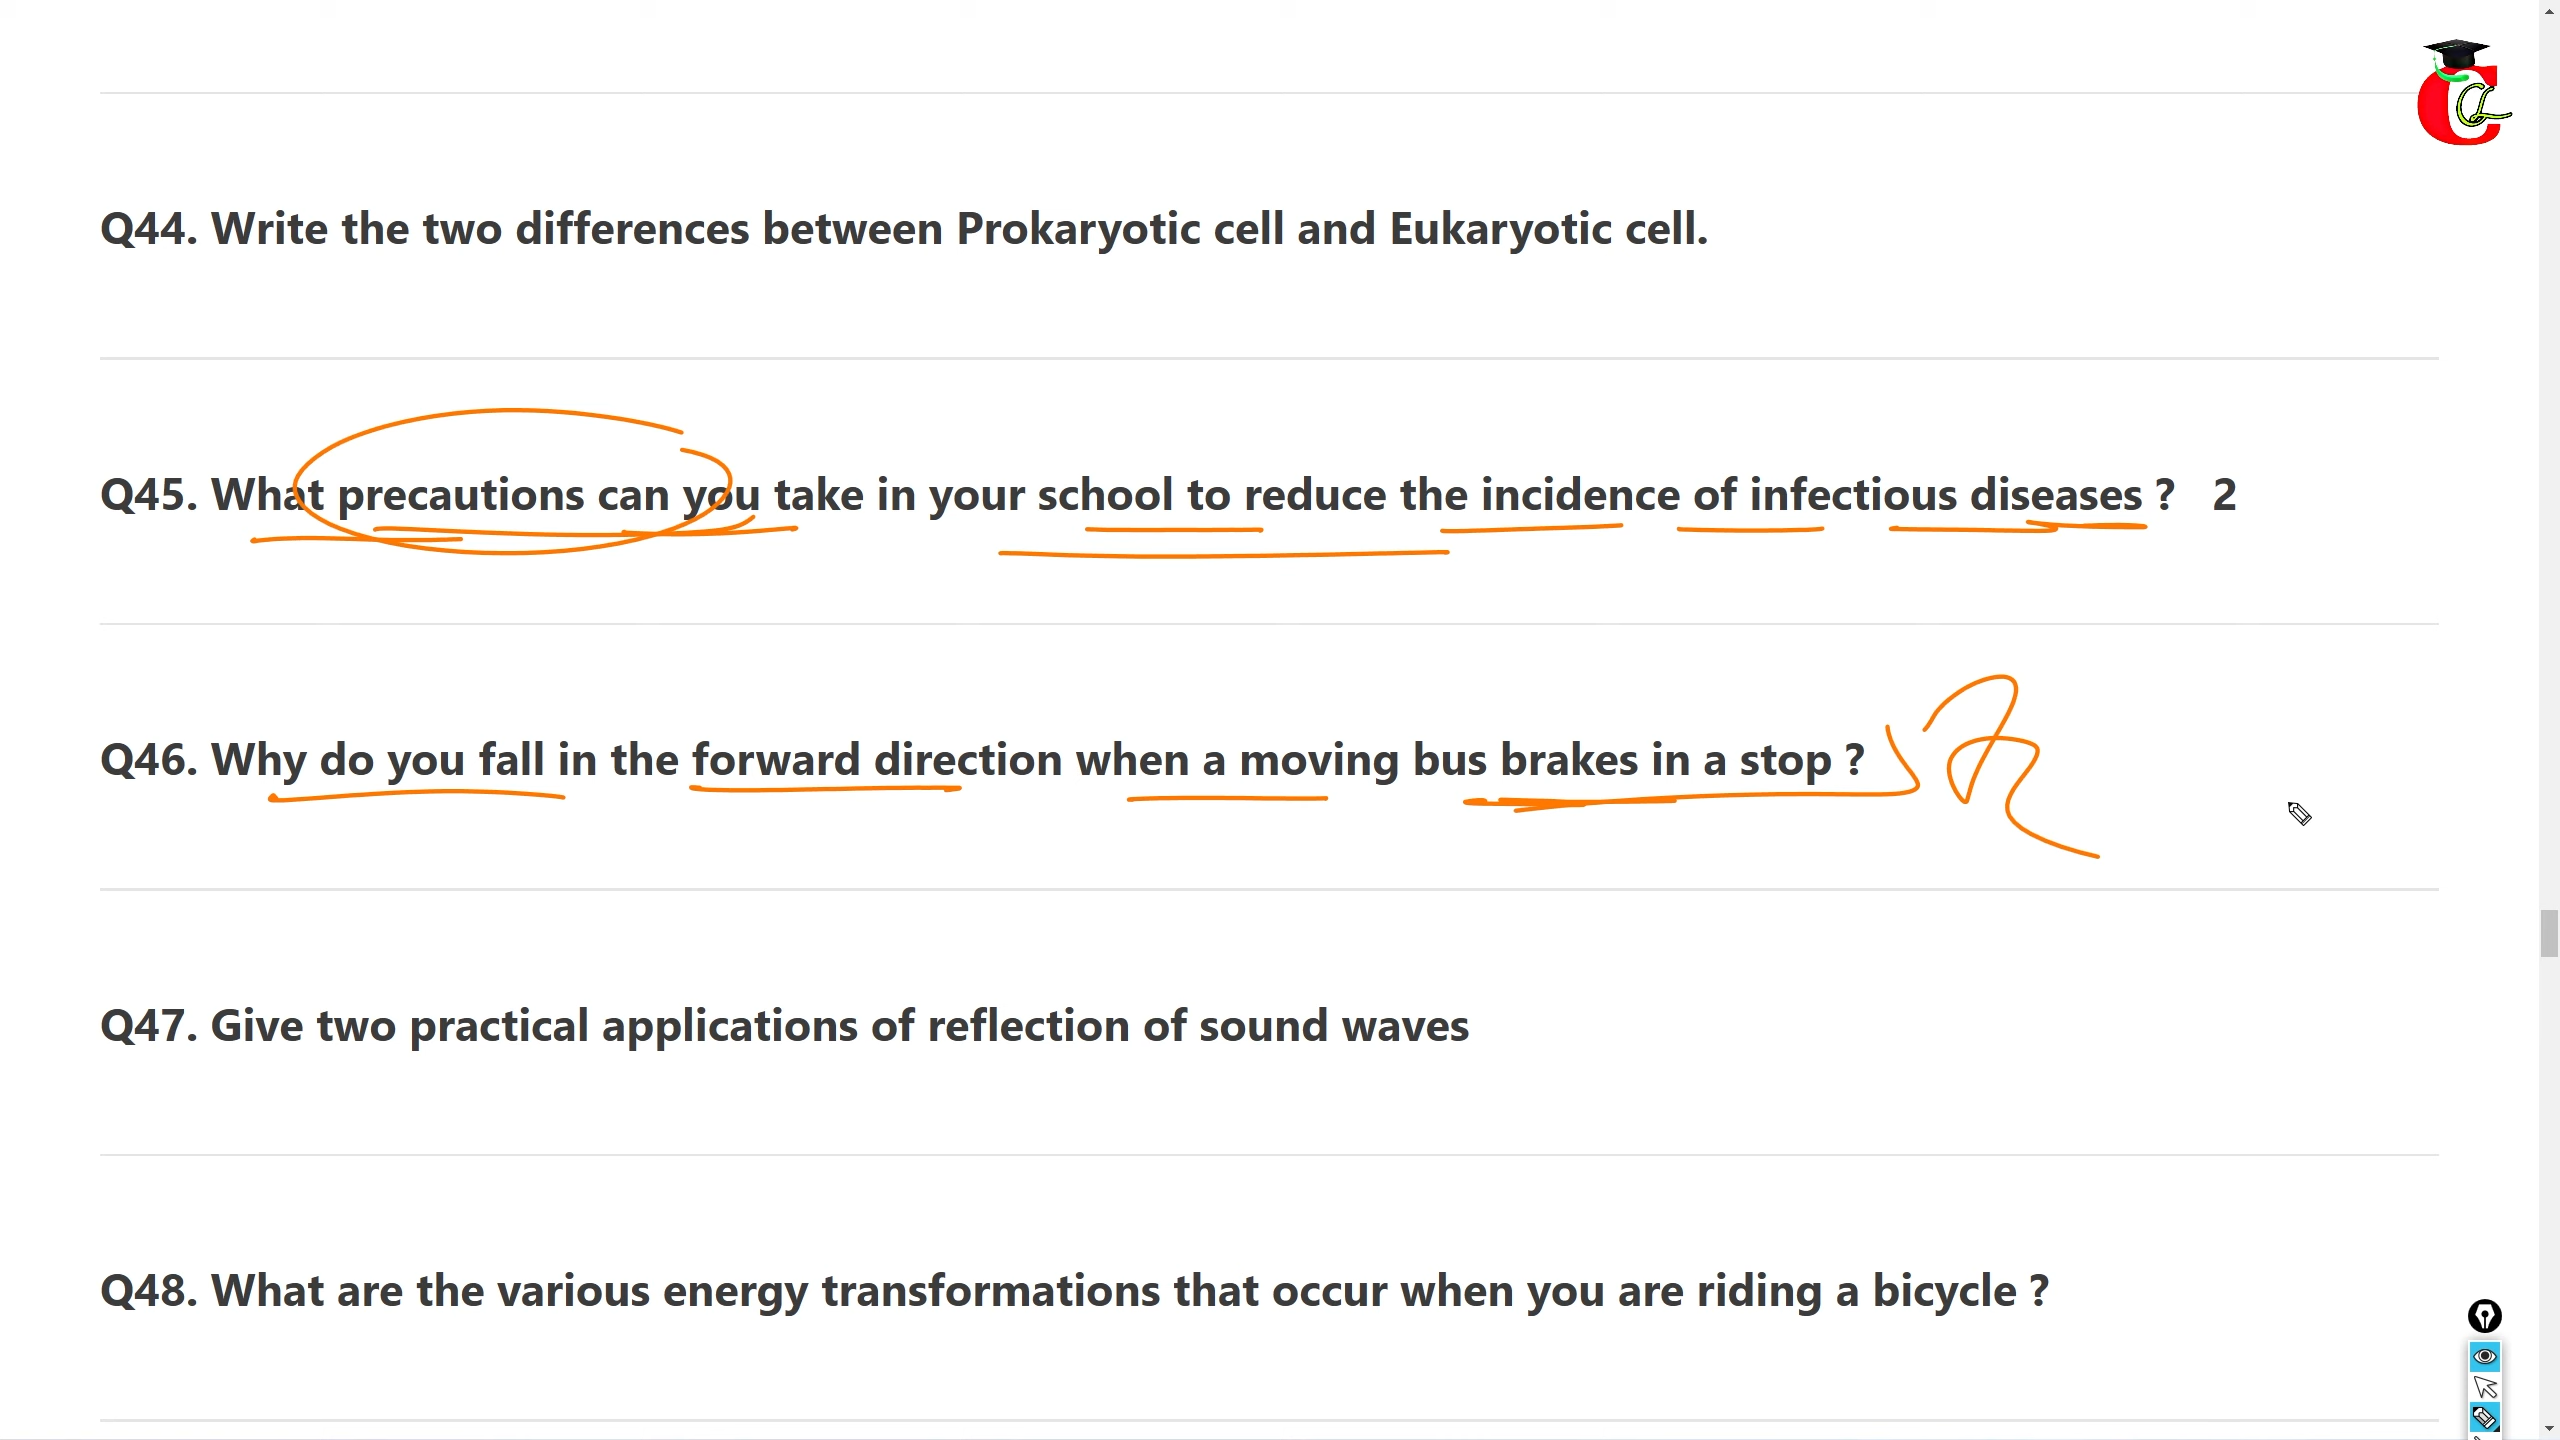 Q44. Write the two differences between Prokaryotic cell and Eukaryotic cell.
Q45. What precautions can you take in your school to reduce the incidence of infectious diseases ? 2
Q46. Why do you fall in the forward direction when a moving bus brakes in a stop ?
Q47. Give two practical applications of reflection of sound waves
Q48. What are the various energy transformations that occur when you are riding a bicycle ?